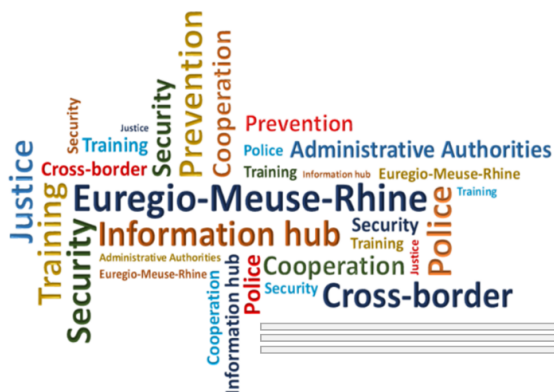 Prevention
Cooperation
Security
Security
Justice
Training
Prevention
Justice
Police
Administrative Authorities
Cross-border
Training
Information hub
Euregio-Meuse-Rhine
Training
Training
Euregio-Meuse-Rhine
Police
Security
Information hub
Security
Training
Justice
Administrative Authorities
Cooperation
Euregio-Meuse-Rhine
Police
Information hub
Cooperation
Security
Cross-border